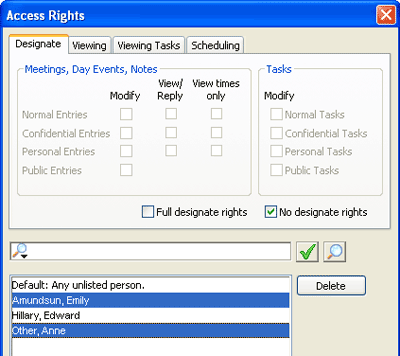 Access Rights
Designate Viewing Viewing Tasks Scheduling
Meetings, Day Events, Notes Tasks
Modify View/ Reply View times only Modify
Normal Entries Normal Tasks
Confidential Entries Confidential Tasks
Personal Entries Personal Tasks
Public Entries Public Tasks
Full designate rights No designate rights
Default: Any unlisted person. Delete
Amundsun, Emily
Hillary, Edward
Other, Anne